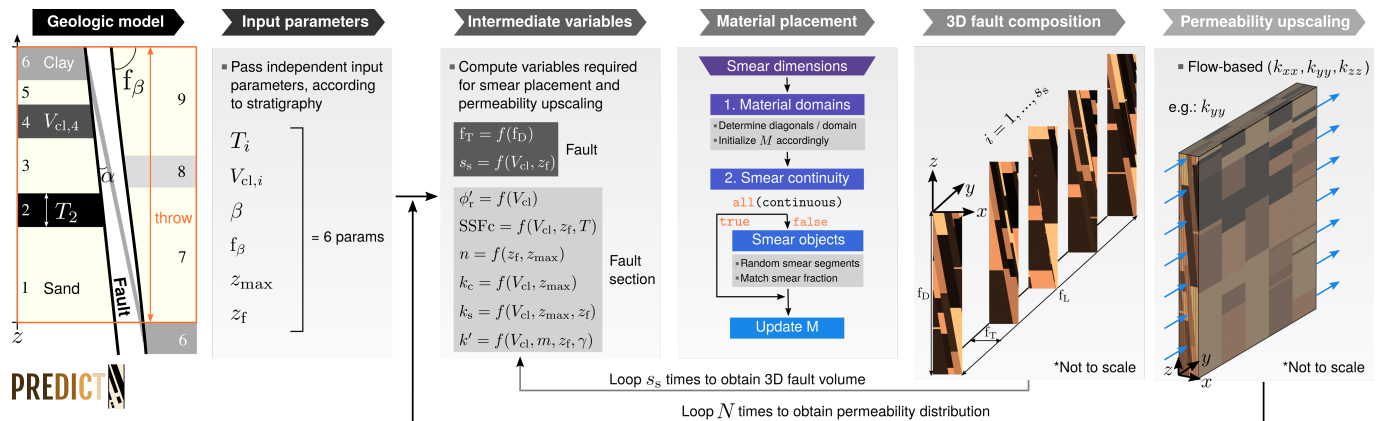 Geologic model
Input parameters
Intermediate variables
Material placement
3D fault composition
Permeability upscaling
6 Clay
5
4 V_cl,4
3
2 T_2
1 Sand
z
f_β
α
Fault
9
8
throw
7
6
PREDICT
Pass independent input
parameters, according
to stratigraphy
T_i
V_cl,i
β
f_β
z_max
z_f
= 6 params
Compute variables required
for smear placement and
permeability upscaling
f_T = f(f_D)
s_s = f(V_cl, z_f)
Fault
ϕ′_r = f(V_cl)
SSFc = f(V_cl, z_f, T)
n = f(z_f, z_max)
k_c = f(V_cl, z_max)
k_s = f(V_cl, z_max, z_f)
k′ = f(V_cl, m, z_f, γ)
Fault
section
Smear dimensions
1. Material domains
Determine diagonals / domain
Initialize M accordingly
2. Smear continuity
all(continuous)
true false
Smear objects
Random smear segments
Match smear fraction
Update M
i = 1, ..., s_s
z
y
x
f_D
f_T
f_L
*Not to scale
Flow-based (k_xx, k_yy, k_zz)
e.g.: k_yy
z
y
x
*Not to scale
Loop s_s times to obtain 3D fault volume
Loop N times to obtain permeability distribution